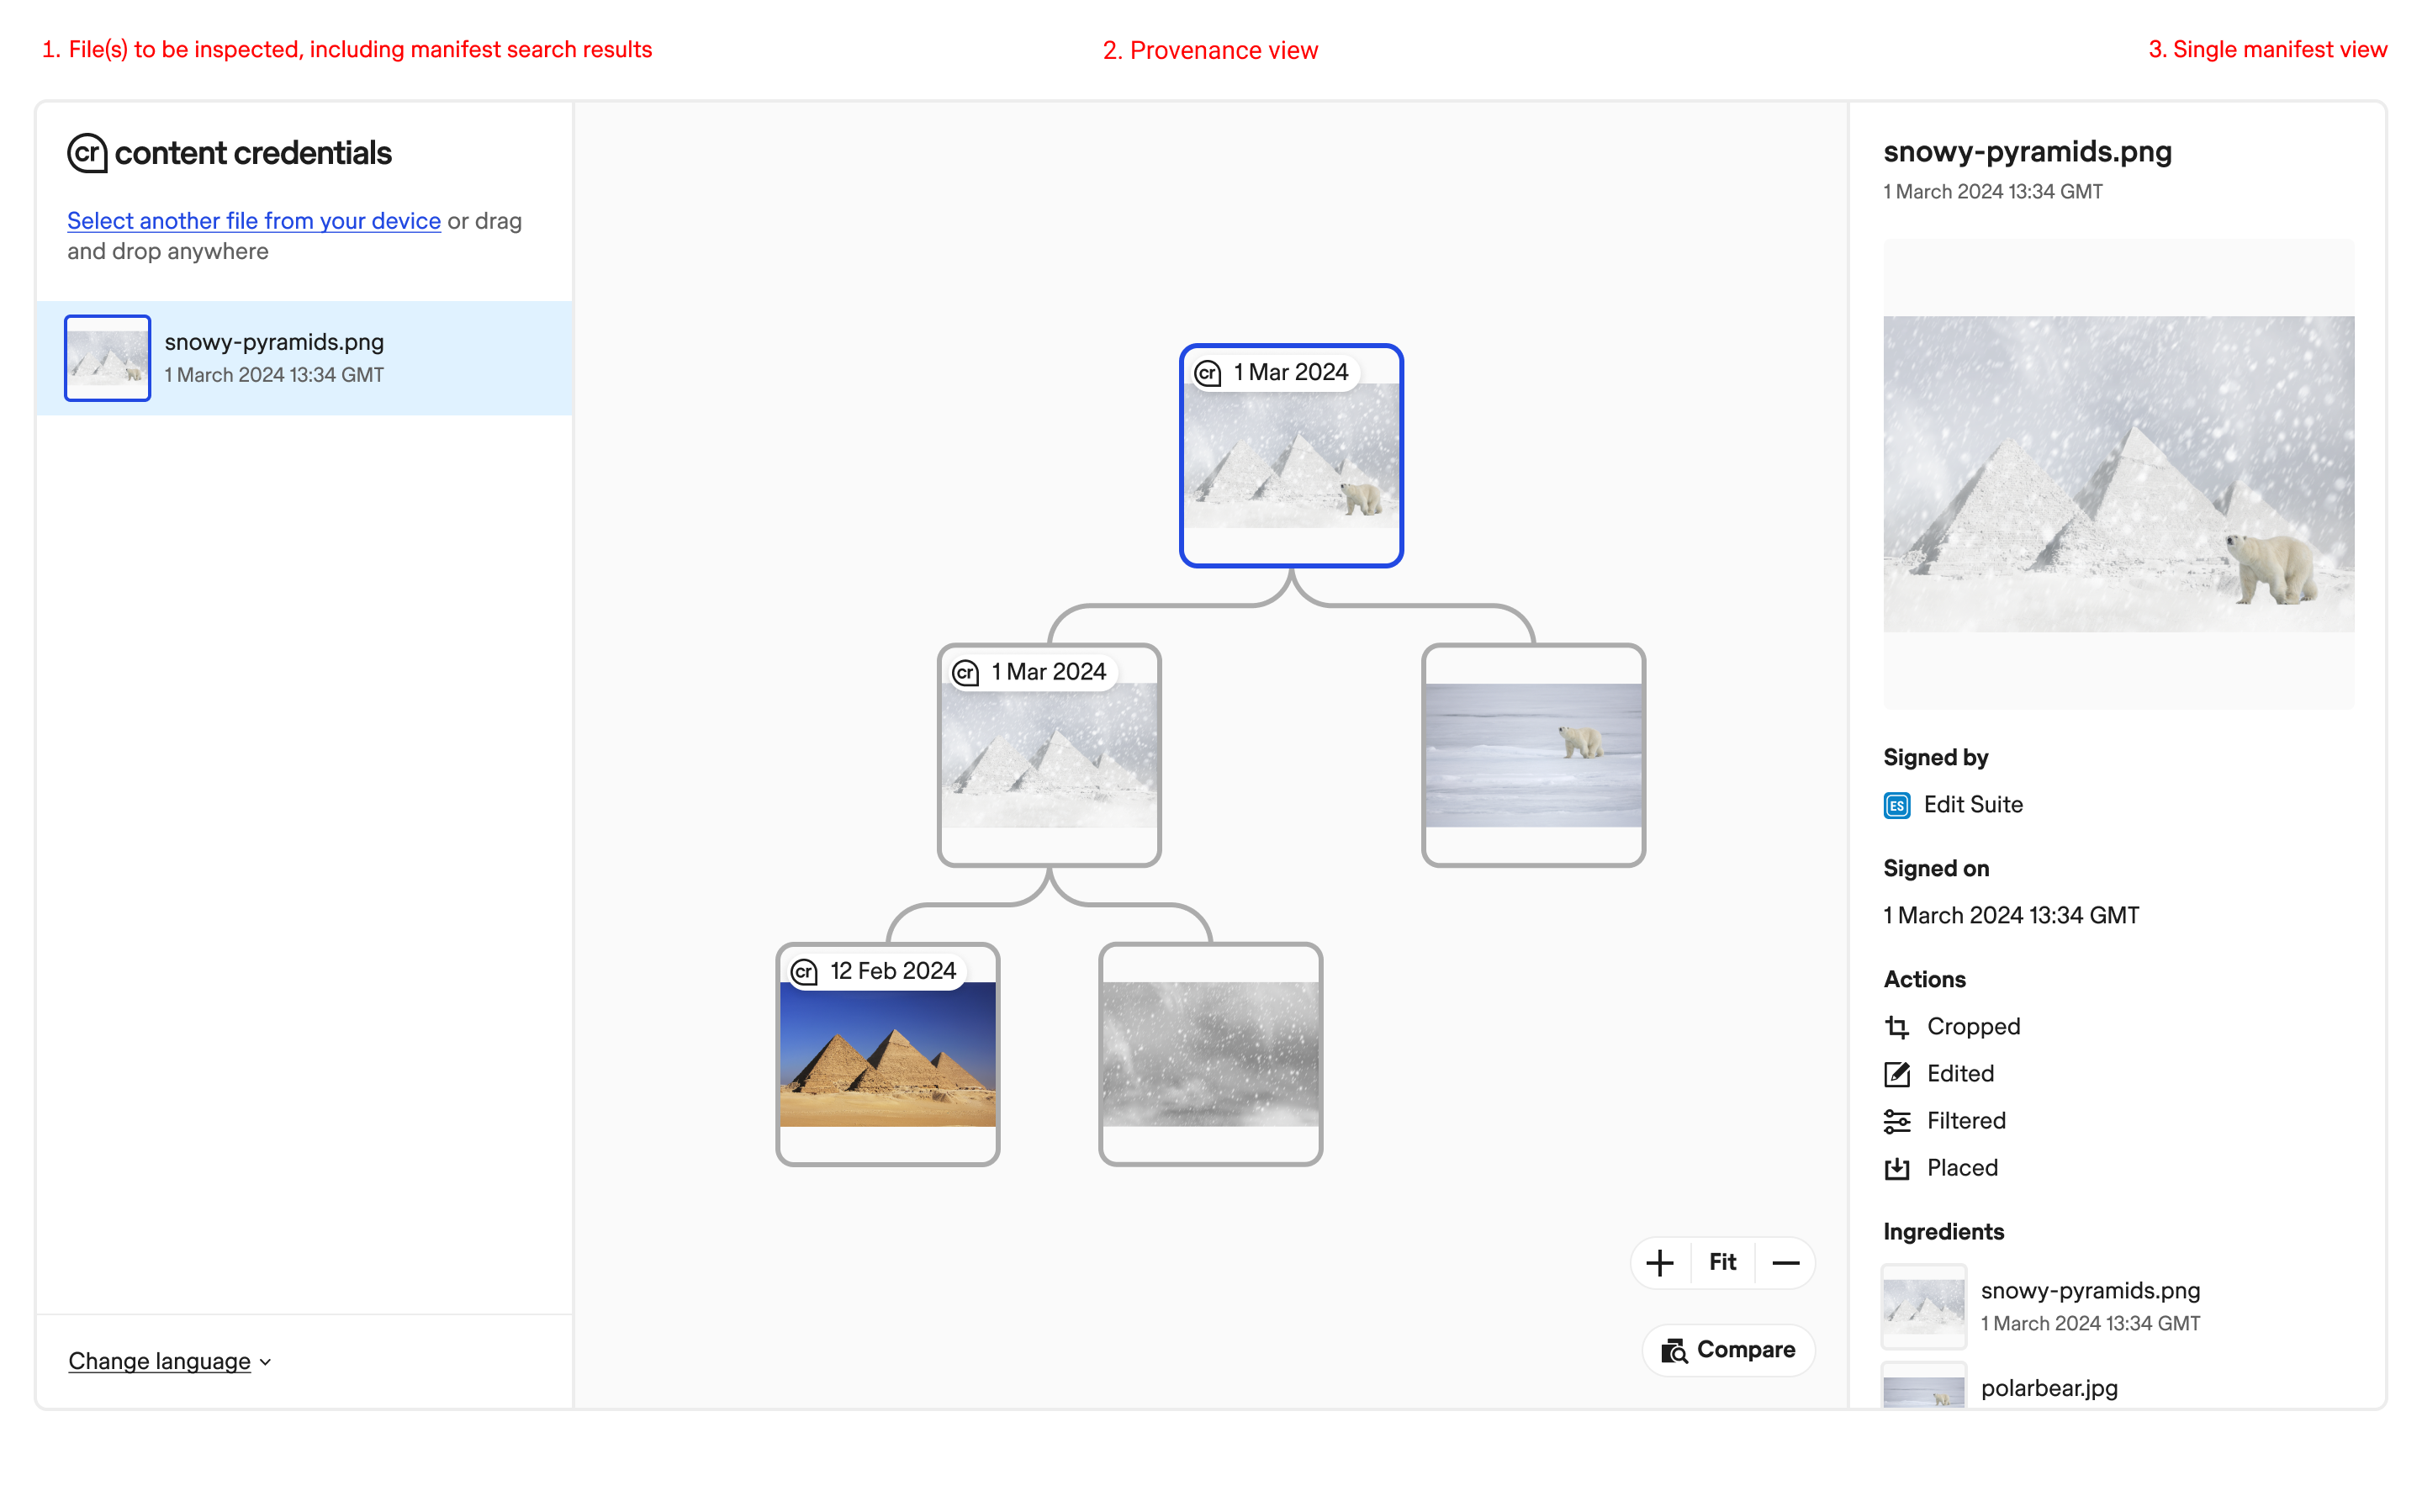 1. File(s) to be inspected, including manifest search results
2. Provenance view
3. Single manifest view
cr content credentials
Select another file from your device or drag
and drop anywhere
snowy-pyramids.png
1 March 2024 13:34 GMT
Change language
cr 1 Mar 2024
cr 1 Mar 2024
cr 12 Feb 2024
Fit
Compare
snowy-pyramids.png
1 March 2024 13:34 GMT
Signed by
ES Edit Suite
Signed on
1 March 2024 13:34 GMT
Actions
Cropped
Edited
Filtered
Placed
Ingredients
snowy-pyramids.png
1 March 2024 13:34 GMT
polarbear.jpg